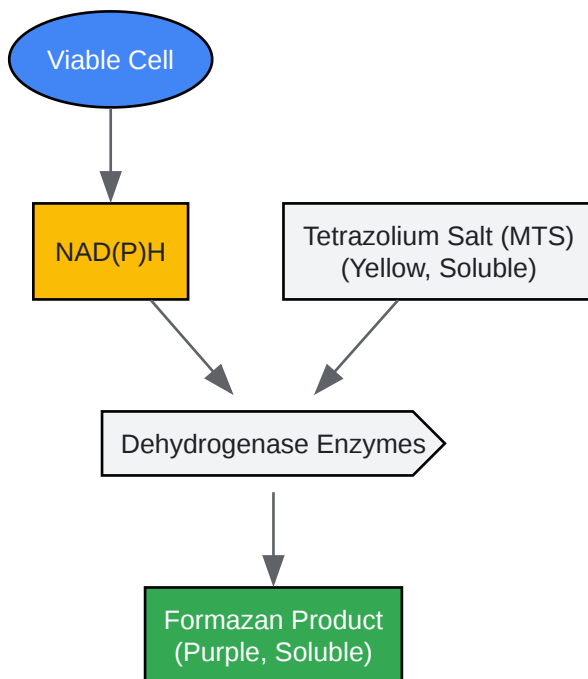 Viable Cell
NAD(P)H
Tetrazolium Salt (MTS)
(Yellow, Soluble)
Dehydrogenase Enzymes
Formazan Product
(Purple, Soluble)